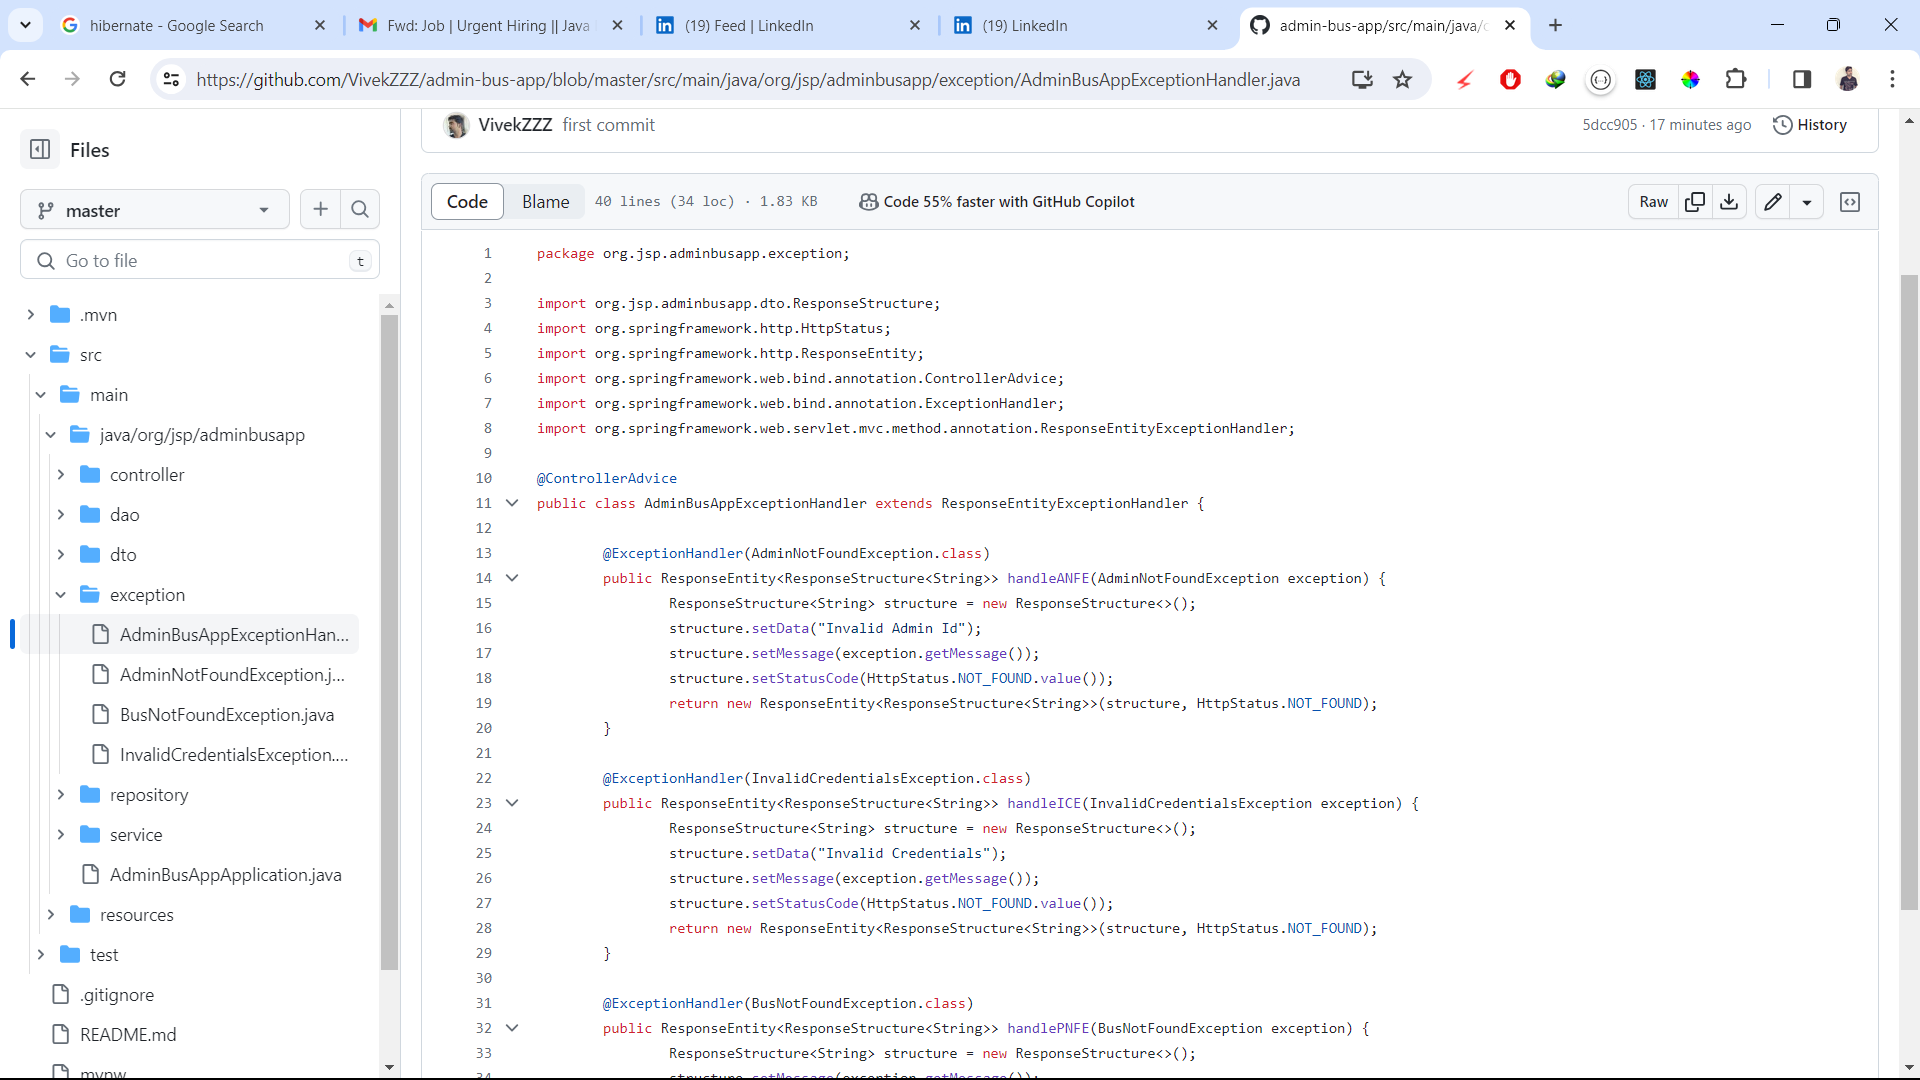 hibernate - Google Search
Fwd: Job | Urgent Hiring || Java
(19) Feed | LinkedIn
(19) LinkedIn
admin-bus-app/src/main/java/
https://github.com/VivekZZZ/admin-bus-app/blob/master/src/main/java/org/jsp/adminbusapp/exception/AdminBusAppExceptionHandler.java
Files
master
Go to file
t
.mvn
src
main
java/org/jsp/adminbusapp
controller
dao
dto
exception
AdminBusAppExceptionHan...
AdminNotFoundException.j...
BusNotFoundException.java
InvalidCredentialsException....
repository
service
AdminBusAppApplication.java
resources
test
.gitignore
README.md
mvnw
VivekZZZ first commit
5dcc905 · 17 minutes ago
History
Code Blame 40 lines (34 loc) · 1.83 KB Code 55% faster with GitHub Copilot Raw
1 package org.jsp.adminbusapp.exception;
2
3 import org.jsp.adminbusapp.dto.ResponseStructure;
4 import org.springframework.http.HttpStatus;
5 import org.springframework.http.ResponseEntity;
6 import org.springframework.web.bind.annotation.ControllerAdvice;
7 import org.springframework.web.bind.annotation.ExceptionHandler;
8 import org.springframework.web.servlet.mvc.method.annotation.ResponseEntityExceptionHandler;
9
10 @ControllerAdvice
11 public class AdminBusAppExceptionHandler extends ResponseEntityExceptionHandler {
12
13 @ExceptionHandler(AdminNotFoundException.class)
14 public ResponseEntity<ResponseStructure<String>> handleANFE(AdminNotFoundException exception) {
15 ResponseStructure<String> structure = new ResponseStructure<>();
16 structure.setData("Invalid Admin Id");
17 structure.setMessage(exception.getMessage());
18 structure.setStatusCode(HttpStatus.NOT_FOUND.value());
19 return new ResponseEntity<ResponseStructure<String>>(structure, HttpStatus.NOT_FOUND);
20 }
21
22 @ExceptionHandler(InvalidCredentialsException.class)
23 public ResponseEntity<ResponseStructure<String>> handleICE(InvalidCredentialsException exception) {
24 ResponseStructure<String> structure = new ResponseStructure<>();
25 structure.setData("Invalid Credentials");
26 structure.setMessage(exception.getMessage());
27 structure.setStatusCode(HttpStatus.NOT_FOUND.value());
28 return new ResponseEntity<ResponseStructure<String>>(structure, HttpStatus.NOT_FOUND);
29 }
30
31 @ExceptionHandler(BusNotFoundException.class)
32 public ResponseEntity<ResponseStructure<String>> handlePNFE(BusNotFoundException exception) {
33 ResponseStructure<String> structure = new ResponseStructure<>();
34 structure.setMessage(exception.getMessage());